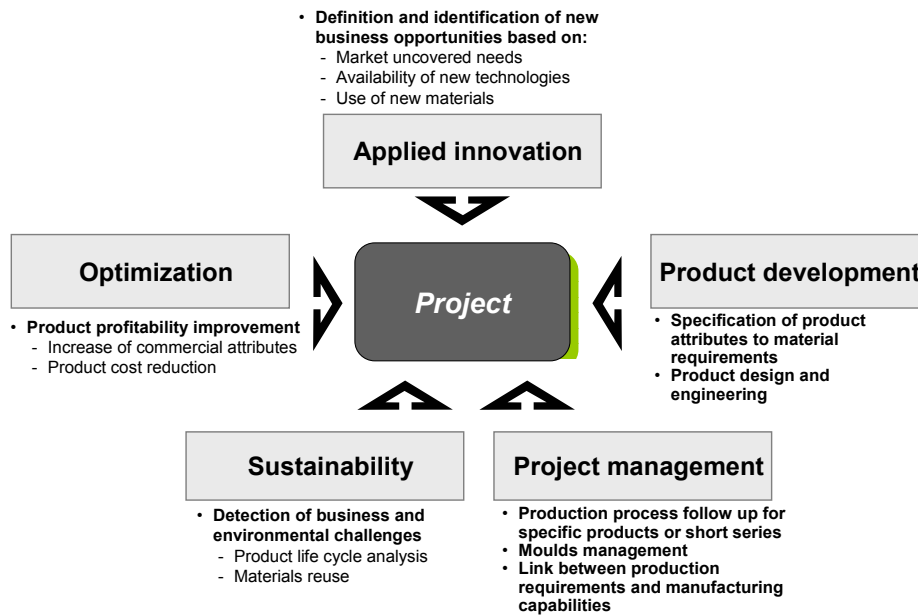 • Definition and identification of new
business opportunities based on:
- Market uncovered needs
- Availability of new technologies
- Use of new materials
Applied innovation
Optimization
• Product profitability improvement
- Increase of commercial attributes
- Product cost reduction
Project
Product development
• Specification of product
attributes to material
requirements
• Product design and
engineering
Sustainability
• Detection of business and
environmental challenges
- Product life cycle analysis
- Materials reuse
Project management
• Production process follow up for
specific products or short series
• Moulds management
• Link between production
requirements and manufacturing
capabilities